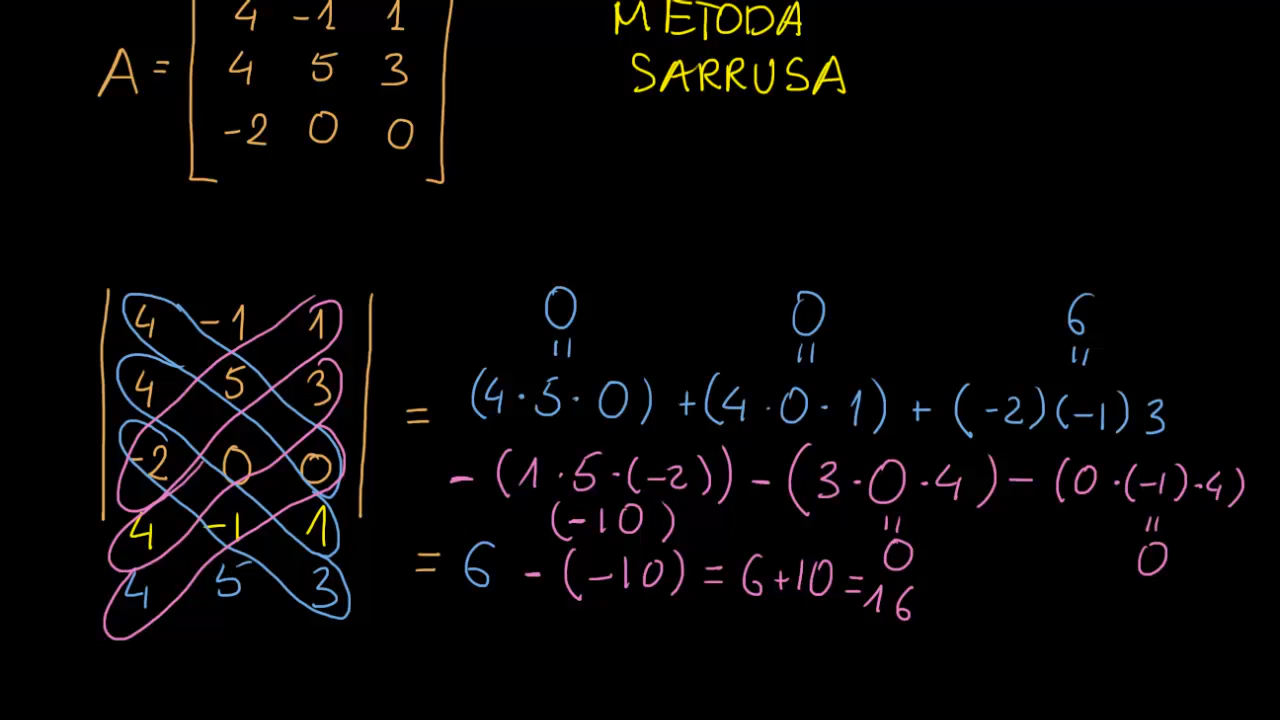 4 -1 1
A = 4 5 3
-2 0 0
METODA
SARRUSA
4 -1 1
4 5 3
-2 0 0
4 -1 1
4 5 3
0 0 6
= (4·5·0) + (4·0·1) + (-2)(-1)3
- (1·5·(-2)) - (3·0·4) - (0·(-1)·4)
(-10) 0 0
= 6 - (-10) = 6+10 = 16